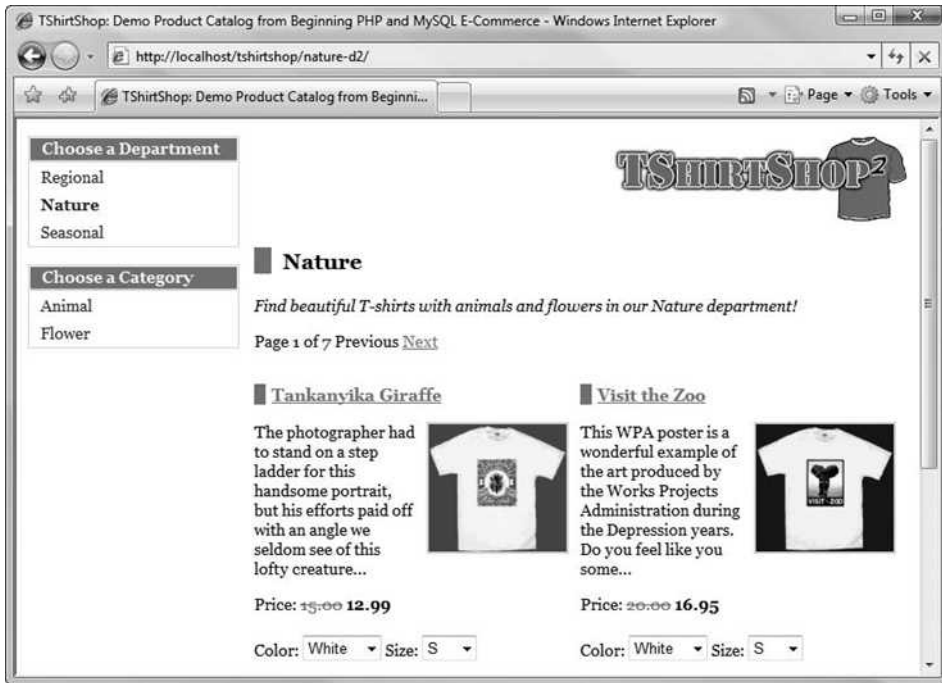 TShirtShop: Demo Product Catalog from Beginning PHP and MySQL E-Commerce - Windows Internet Explorer
http://localhost/tshirtshop/nature-d2/
TShirtShop: Demo Product Catalog from Beginni...
Page
Tools
Choose a Department
Regional
Nature
Seasonal
Choose a Category
Animal
Flower
TShirtShop²
Nature
Find beautiful T-shirts with animals and flowers in our Nature department!
Page 1 of 7 Previous Next
Tankanyika Giraffe
The photographer had
to stand on a step
ladder for this
handsome portrait,
but his efforts paid off
with an angle we
seldom see of this
lofty creature...
Price: 15.00 12.99
Color: White Size: S
Visit the Zoo
This WPA poster is a
wonderful example of
the art produced by
the Works Projects
Administration during
the Depression years.
Do you feel like you
some...
VISIT - ZOO
Price: 20.00 16.95
Color: White Size: S